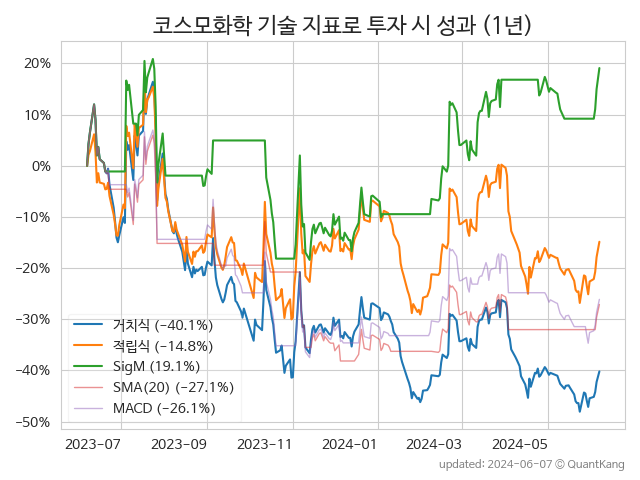 코스모화학 기술 지표로 투자 시 성과 (1년)
20%
10%
0%
−10%
−20%
−30%
−40%
−50%
거치식 (−40.1%)
적립식 (−14.8%)
SigM (19.1%)
SMA(20) (−27.1%)
MACD (−26.1%)
2023−07 2023−09 2023−11 2024−01 2024−03 2024−05
updated: 2024−06−07 © QuantKang